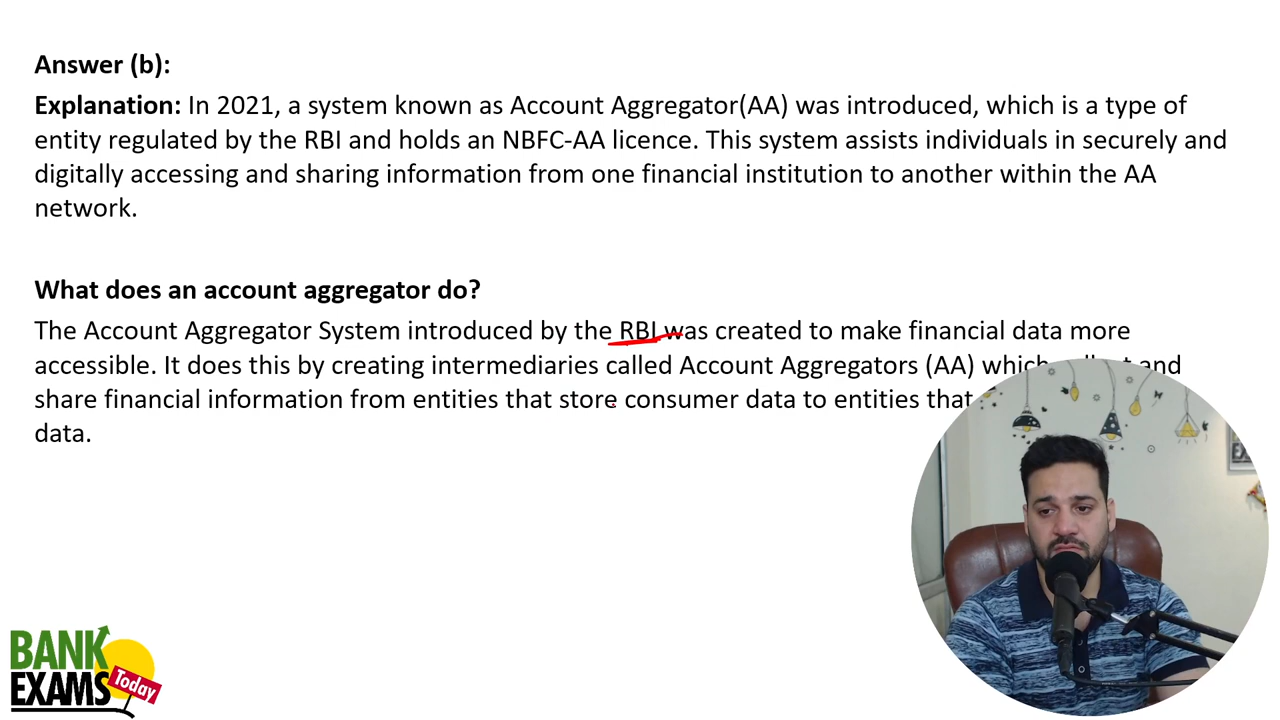 Answer (b):
Explanation: In 2021, a system known as Account Aggregator(AA) was introduced, which is a type of
entity regulated by the RBI and holds an NBFC-AA licence. This system assists individuals in securely and
digitally accessing and sharing information from one financial institution to another within the AA
network.
What does an account aggregator do?
The Account Aggregator System introduced by the RBI was created to make financial data more
accessible. It does this by creating intermediaries called Account Aggregators (AA) which and
share financial information from entities that store consumer data to entities that
data.
BANK
EXAMS
Today